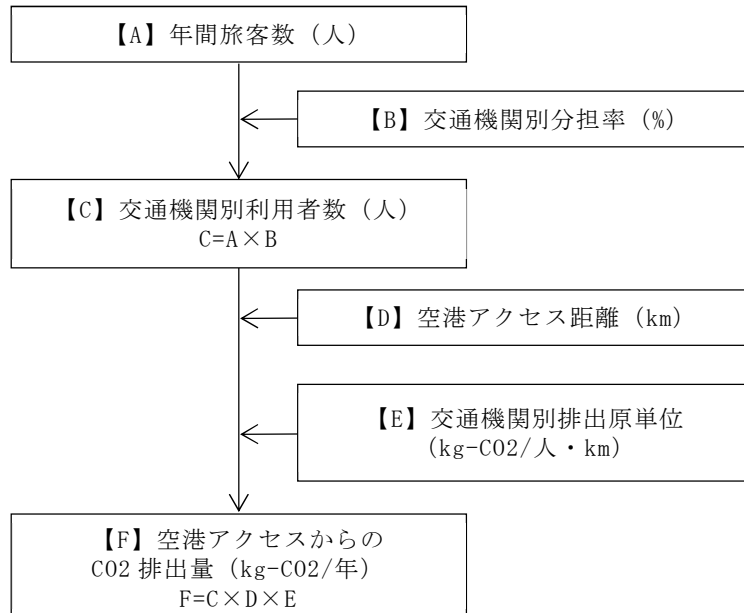 【A】年間旅客数（人）
【B】交通機関別分担率（%）
【C】交通機関別利用者数（人）
C=A×B
【D】空港アクセス距離（km）
【E】交通機関別排出原単位
（kg-CO2/人・km）
【F】空港アクセスからの
CO2 排出量（kg-CO2/年）
F=C×D×E